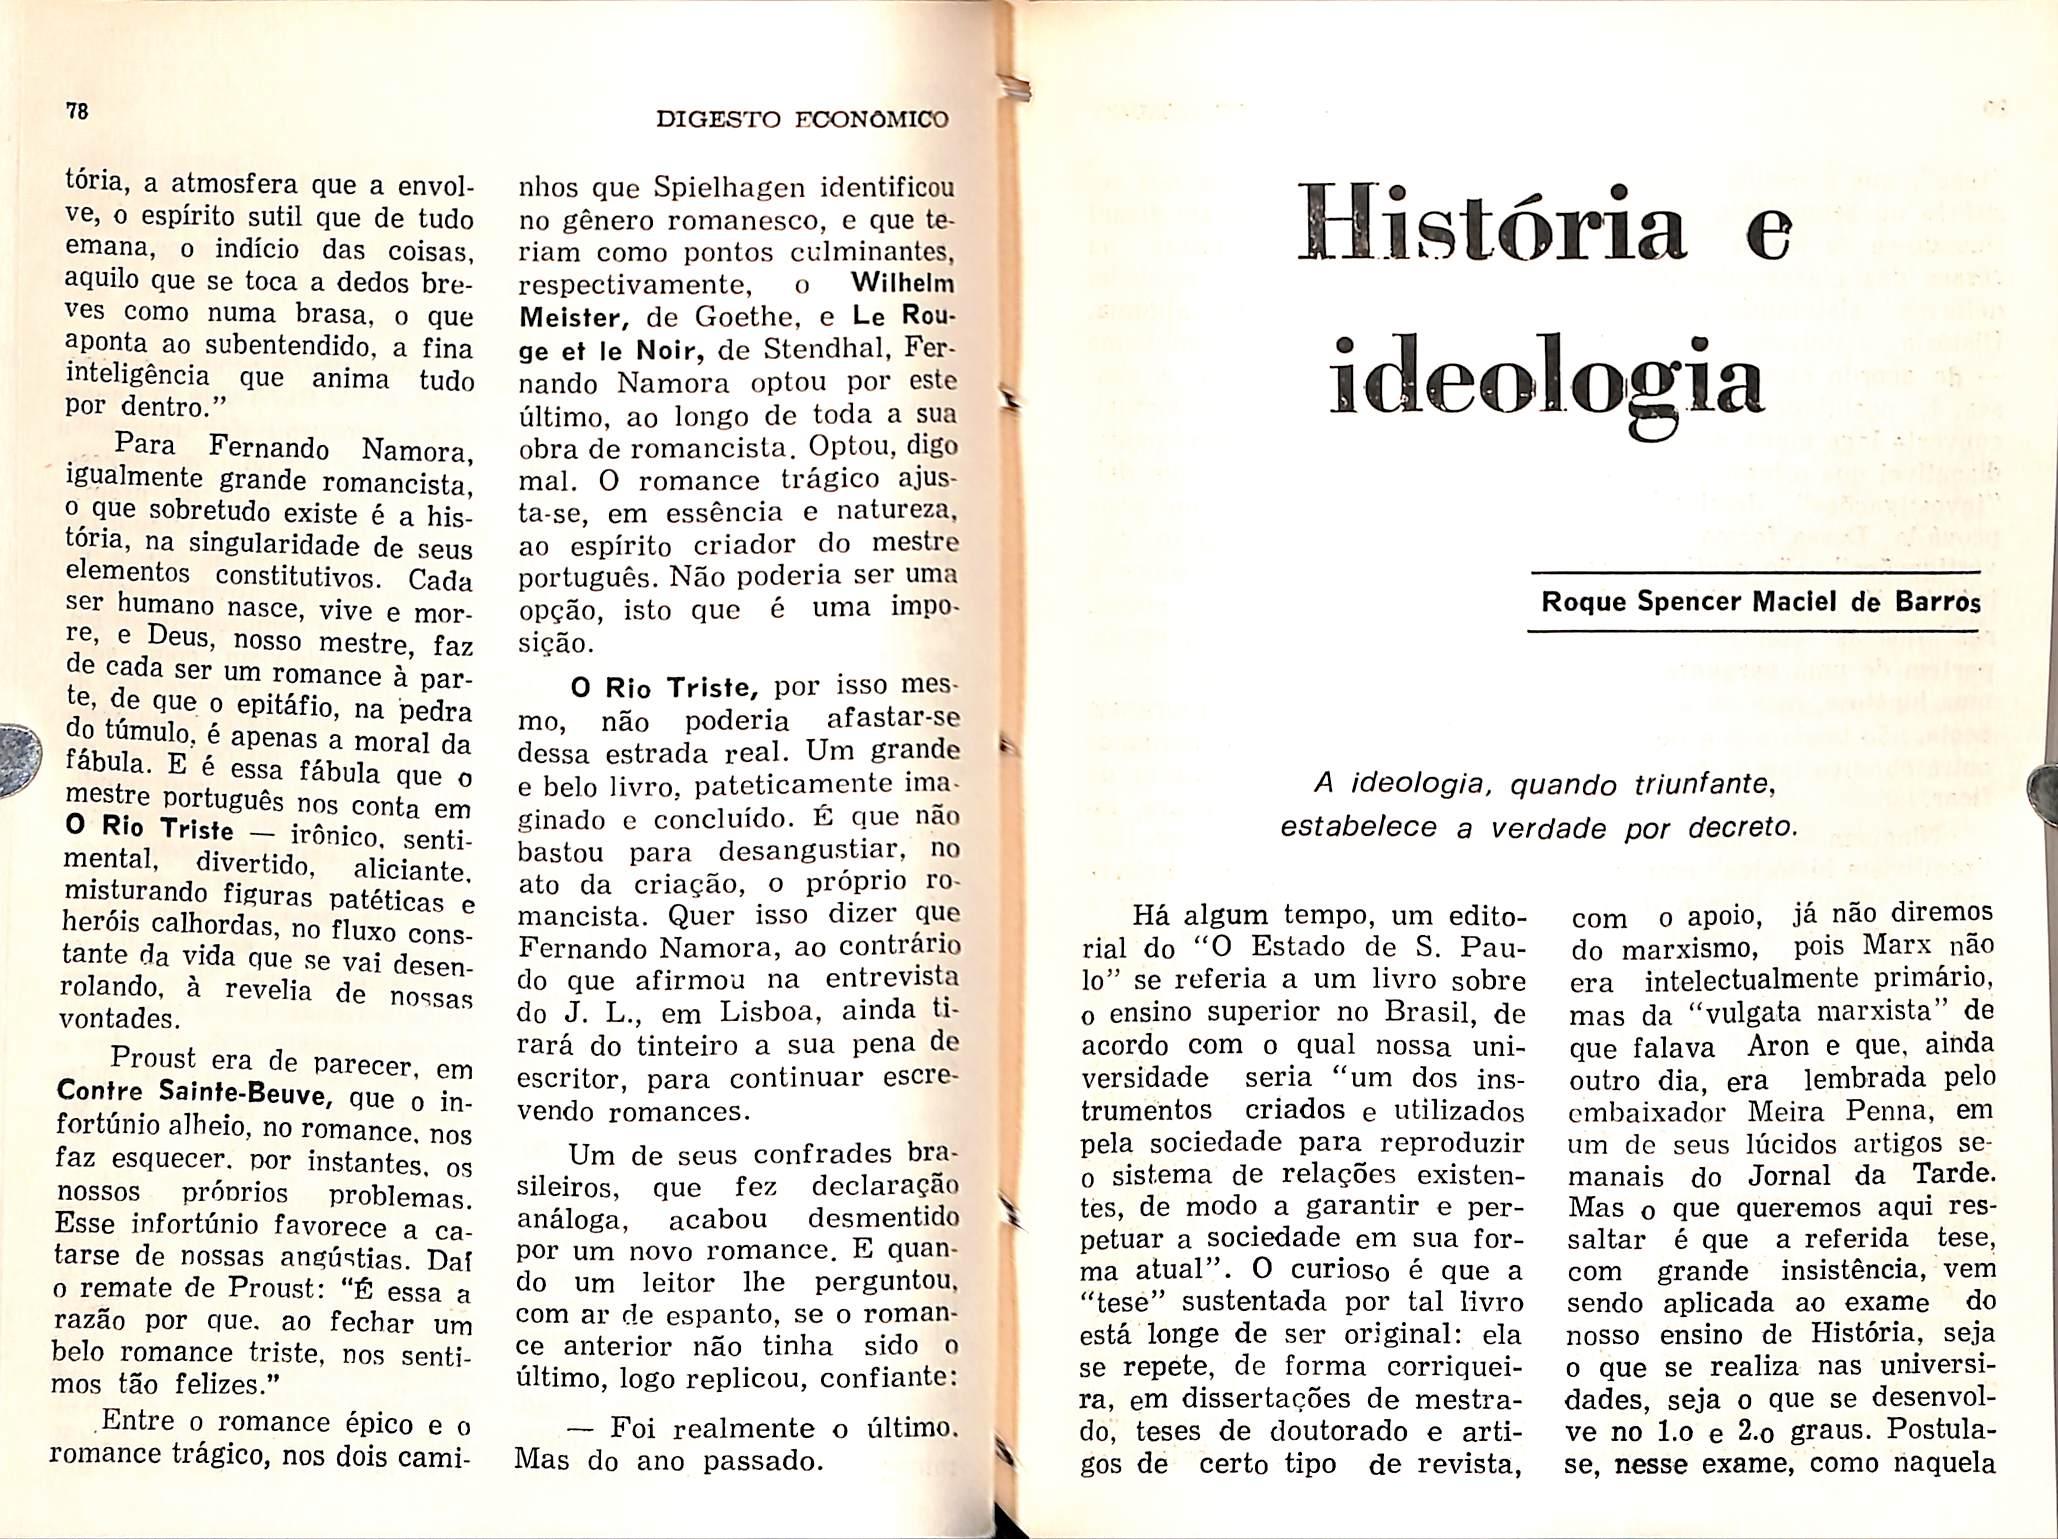 78
DIGESTO ECONÔMICO
tória, a atmosfera que a envol-
ve, o espírito sutil que de tudo
emana, o indício das coisas,
aquilo que se toca a dedos bre-
ves como numa brasa, o que
aponta ao subentendido, a fina
inteligência que anima tudo
por dentro.”
Para Fernando Namora,
igualmente grande romancista,
o que sobretudo existe é a his-
tória, na singularidade de seus
elementos constitutivos. Cada
ser humano nasce, vive e mor-
re, e Deus, nosso mestre, faz
de cada ser um romance à par-
te, de que o epitáfio, na pedra
do túmulo, é apenas a moral da
fábula. E é essa fábula que o
mestre português nos conta em
O Rio Triste — irônico, senti-
mental, divertido, aliciante,
misturando figuras patéticas e
heróis calhordas, no fluxo cons-
tante da vida que se vai desen-
rolando, à revelia de nossas
vontades.
Proust era de parecer, em
Contre Sainte-Beuve, que o in-
fortúnio alheio, no romance, nos
faz esquecer, por instantes, os
nossos próprios problemas.
Esse infortúnio favorece a ca-
tarse de nossas angústias. Daí
o remate de Proust: “É essa a
razão por que, ao fechar um
belo romance triste, nos senti-
mos tão felizes.”
Entre o romance épico e o
romance trágico, nos dois cami-
nhos que Spielhagen identificou
no gênero romanesco, e que te-
riam como pontos culminantes,
respectivamente, o Wilhelm
Meister, de Goethe, e Le Rou-
ge et le Noir, de Stendhal, Fer-
nando Namora optou por este
último, ao longo de toda a sua
obra de romancista. Optou, digo
mal. O romance trágico ajus-
ta-se, em essência e natureza,
ao espírito criador do mestre
português. Não poderia ser uma
opção, isto que é uma impo-
sição.
O Rio Triste, por isso mes-
mo, não poderia afastar-se
dessa estrada real. Um grande
e belo livro, pateticamente ima-
ginado e concluído. É que não
bastou para desangustiar, no
ato da criação, o próprio ro-
mancista. Quer isso dizer que
Fernando Namora, ao contrário
do que afirmou na entrevista
do J. L., em Lisboa, ainda ti-
rará do tinteiro a sua pena de
escritor, para continuar escre-
vendo romances.
Um de seus confrades bra-
sileiros, que fez declaração
análoga, acabou desmentido
por um novo romance. E quan-
do um leitor lhe perguntou,
com ar de espanto, se o roman-
ce anterior não tinha sido o
último, logo replicou, confiante:
— Foi realmente o último.
Mas do ano passado.
História e
ideologia
Roque Spencer Maciel de Barros
A ideologia, quando triunfante,
estabelece a verdade por decreto.
Há algum tempo, um edito-
rial do “O Estado de S. Pau-
lo” se referia a um livro sobre
o ensino superior no Brasil, de
acordo com o qual nossa uni-
versidade seria “um dos ins-
trumentos criados e utilizados
pela sociedade para reproduzir
o sistema de relações existen-
tes, de modo a garantir e per-
petuar a sociedade em sua for-
ma atual”. O curioso é que a
“tese” sustentada por tal livro
está longe de ser original: ela
se repete, de forma corriquei-
ra, em dissertações de mestra-
do, teses de doutorado e arti-
gos de certo tipo de revista,
com o apoio, já não diremos
do marxismo, pois Marx não
era intelectualmente primário,
mas da “vulgata marxista” de
que falava Aron e que, ainda
outro dia, era lembrada pelo
embaixador Meira Penna, em
um de seus lúcidos artigos se-
manais do Jornal da Tarde.
Mas o que queremos aqui res-
saltar é que a referida tese,
com grande insistência, vem
sendo aplicada ao exame do
nosso ensino de História, seja
o que se realiza nas universi-
dades, seja o que se desenvol-
ve no 1.o e 2.o graus. Postula-
se, nesse exame, como naquela